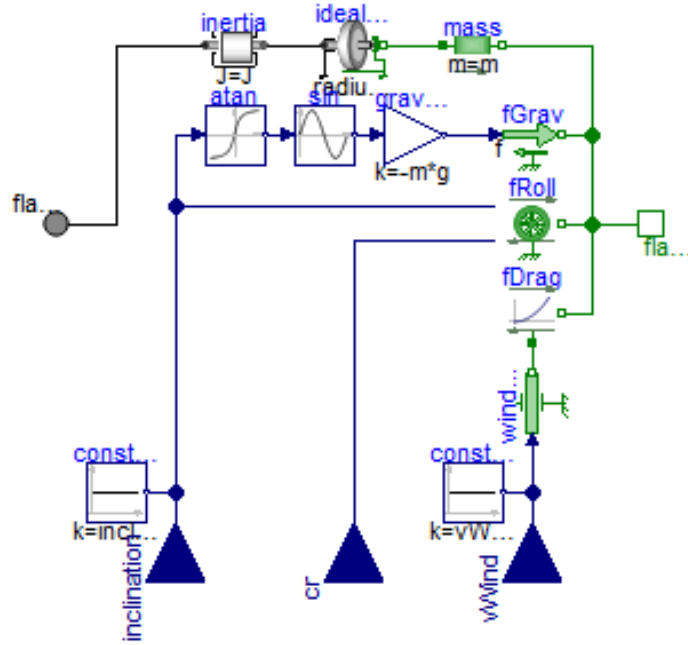 inertia
ideal...
mass
J=J
radiu...
m=m
atan
sin
grav...
fGrav
f
k=-m*g
fla...
fRoll
fla...
fDrag
wind...
const...
const...
k=incl...
k=vW...
inclination
cr
vWind